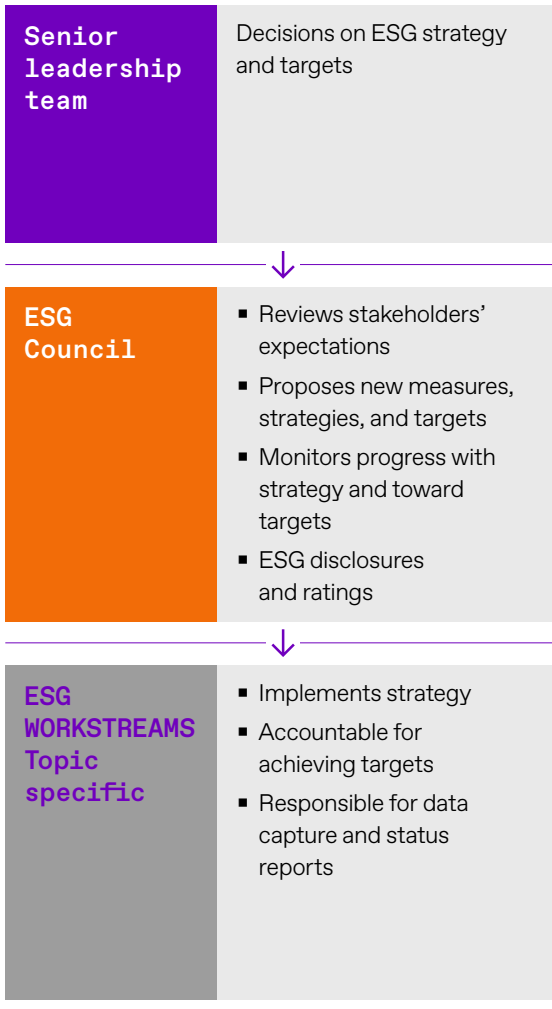 Senior
leadership
team
Decisions on ESG strategy
and targets
ESG
Council
▪ Reviews stakeholders’
expectations
▪ Proposes new measures,
strategies, and targets
▪ Monitors progress with
strategy and toward
targets
▪ ESG disclosures
and ratings
ESG
WORKSTREAMS
Topic
specific
▪ Implements strategy
▪ Accountable for
achieving targets
▪ Responsible for data
capture and status
reports